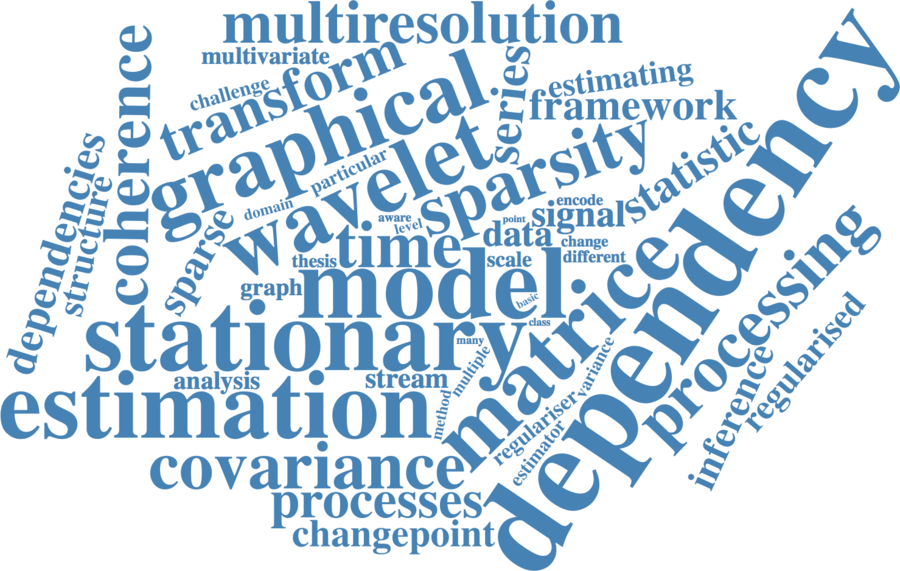 multiresolution
multivariate
challenge
transform
graphical
series
estimating
framework
dependency
coherence
dependencies
structure
particular
domain
wavelet
sparsity
statistic
sparse
aware
level
point
encode
signal
time
data
change
different
thesis
scale
graph
model
basic
matrice
processing
stationary
class
many
multiple
analysis
stream
method
estimation
variance
regulariser
estimator
inference
regularised
covariance
processes
changepoint